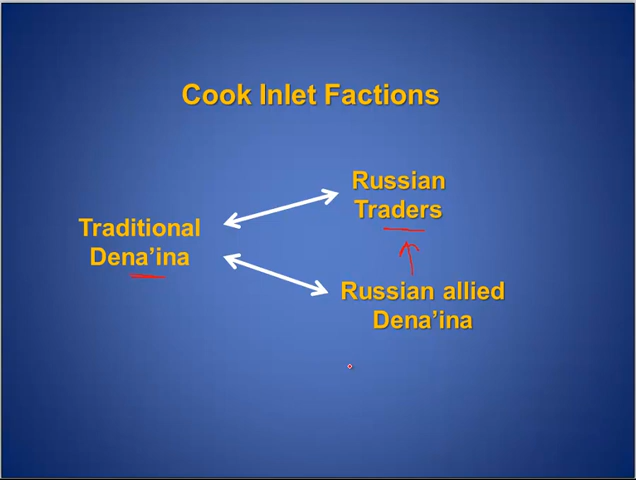 Cook Inlet Factions
Russian
Traders
Traditional
Dena’ina
Russian allied
Dena’ina